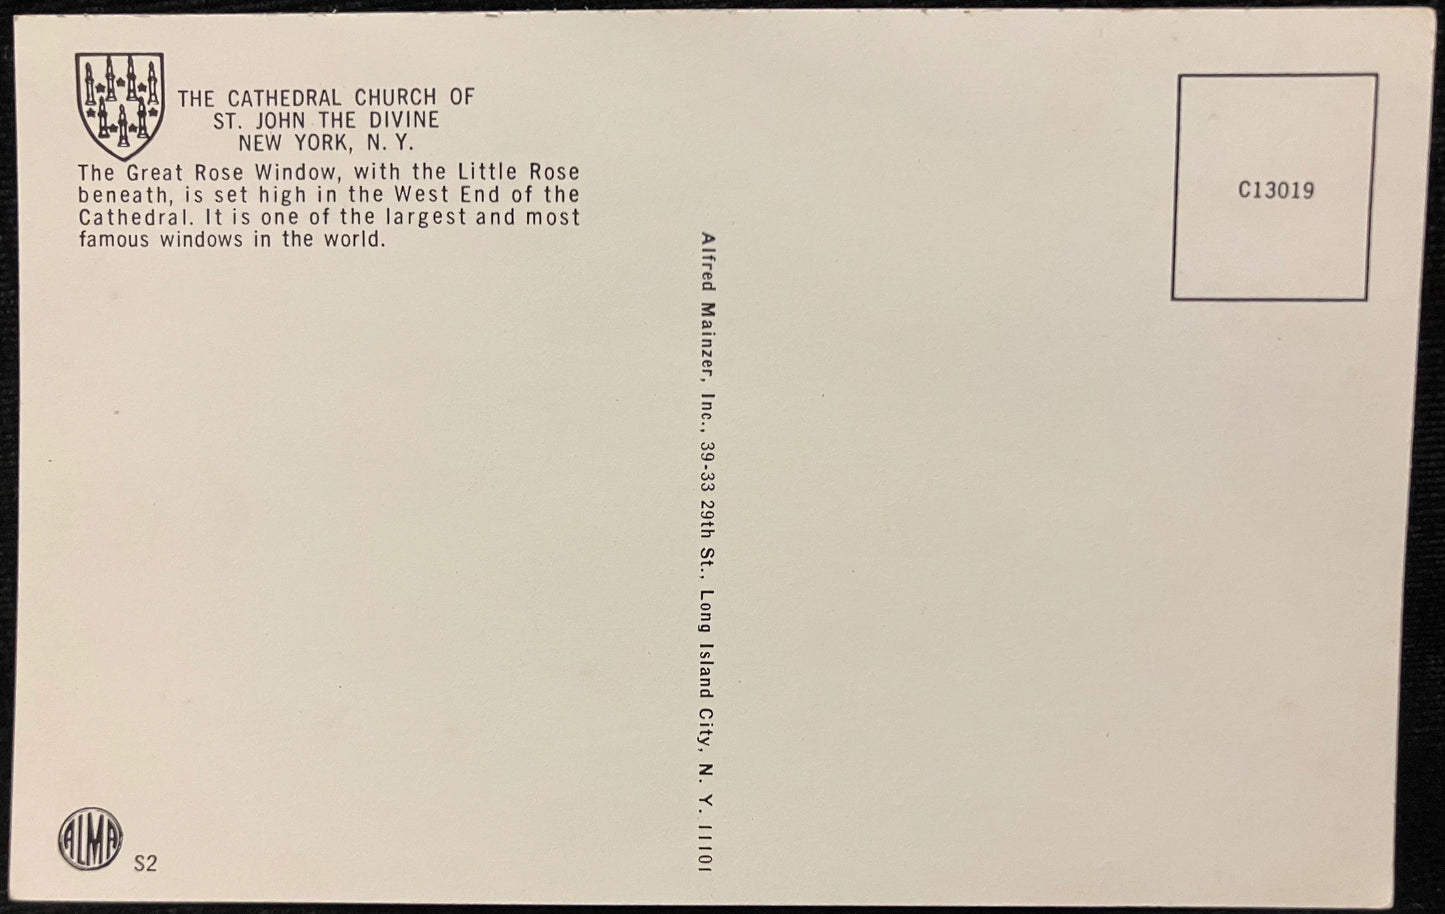 THE CATHEDRAL CHURCH OF
ST. JOHN THE DIVINE
NEW YORK, N. Y.
The Great Rose Window, with the Little Rose
beneath, is set high in the West End of the
Cathedral. It is one of the largest and most
famous windows in the world.
Alfred Mainzer, Inc., 39-33 29th St., Long Island City, N. Y. 11101
C13019
ALMA
S2